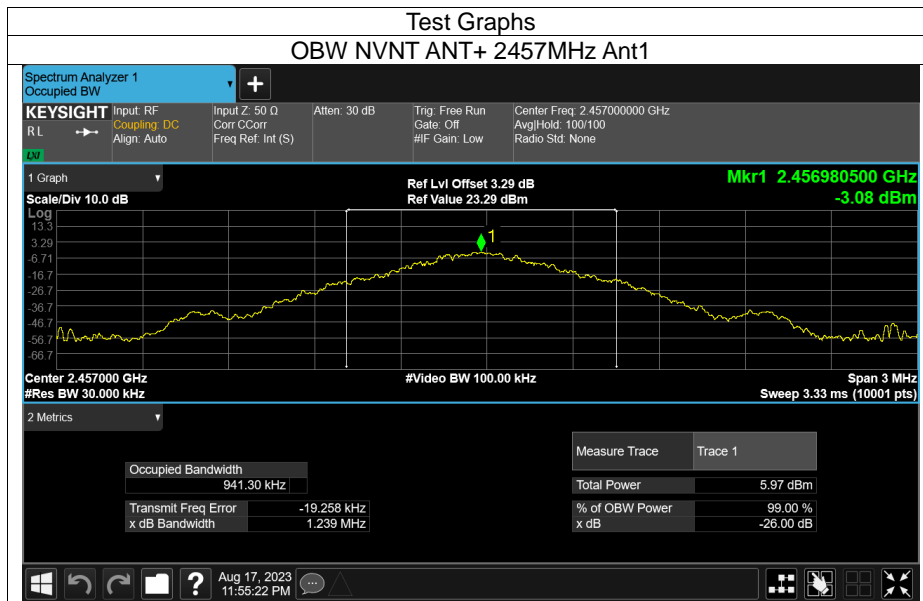 Test Graphs
OBW NVNT ANT+ 2457MHz Ant1
Spectrum Analyzer 1
Occupied BW
+
KEYSIGHT
RL
LXI
Input: RF
Coupling: DC
Align: Auto
Input Z: 50 Ω
Corr CCorr
Freq Ref: Int (S)
Atten: 30 dB
Trig: Free Run
Gate: Off
#IF Gain: Low
Center Freq: 2.457000000 GHz
Avg|Hold: 100/100
Radio Std: None
1 Graph
Scale/Div 10.0 dB
Ref Lvl Offset 3.29 dB
Ref Value 23.29 dBm
Mkr1 2.456980500 GHz
-3.08 dBm
Log
13.3
3.29
-6.71
-16.7
-26.7
-36.7
-46.7
-56.7
-66.7
1
Center 2.457000 GHz
#Res BW 30.000 kHz
#Video BW 100.00 kHz
Span 3 MHz
Sweep 3.33 ms (10001 pts)
2 Metrics
Occupied Bandwidth
941.30 kHz
Transmit Freq Error -19.258 kHz
x dB Bandwidth 1.239 MHz
Measure Trace Trace 1
Total Power 5.97 dBm
% of OBW Power 99.00 %
x dB -26.00 dB
?
Aug 17, 2023
11:55:22 PM